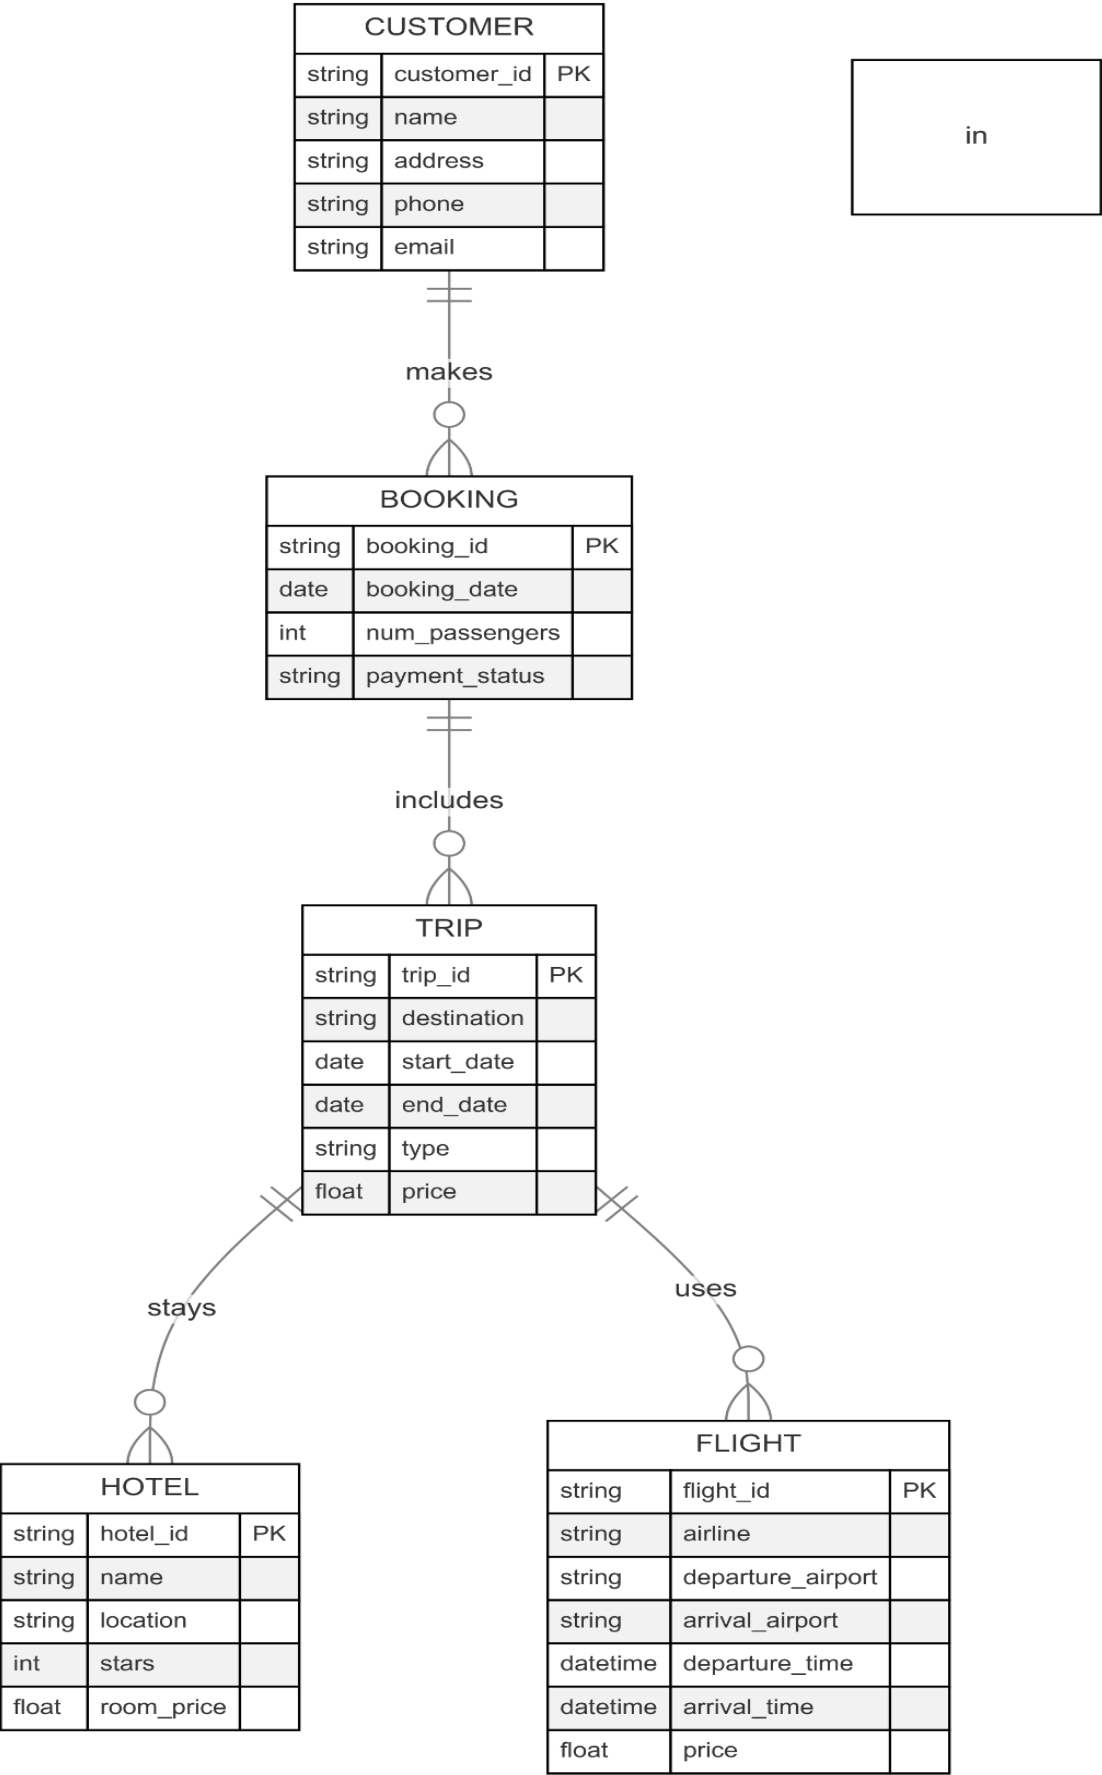 CUSTOMER
string customer_id PK
string name
string address
string phone
string email
in
makes
BOOKING
string booking_id PK
date booking_date
int num_passengers
string payment_status
includes
TRIP
string trip_id PK
string destination
date start_date
date end_date
string type
float price
stays
uses
HOTEL
string hotel_id PK
string name
string location
int stars
float room_price
FLIGHT
string flight_id PK
string airline
string departure_airport
string arrival_airport
datetime departure_time
datetime arrival_time
float price